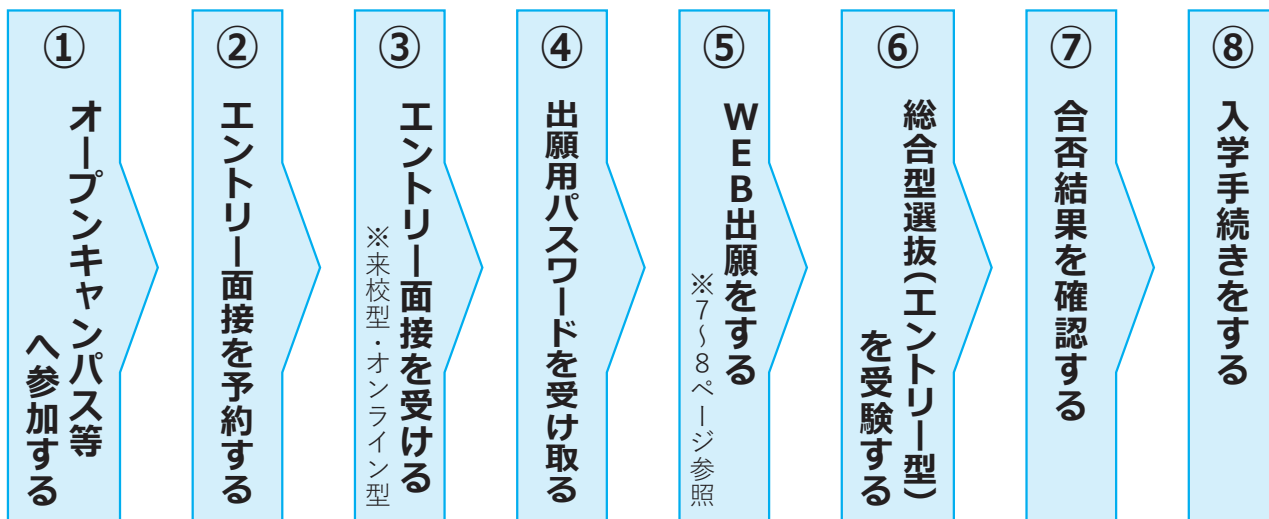 ①
オープンキャンパス等
へ参加する
②
エントリー面接を予約する
③
エントリー面接を受ける
※来校型・オンライン型
④
出願用パスワードを受け取る
⑤
WEB出願をする
※7〜8ページ参照
⑥
総合型選抜(エントリー型)
を受験する
⑦
合否結果を確認する
⑧
入学手続きをする